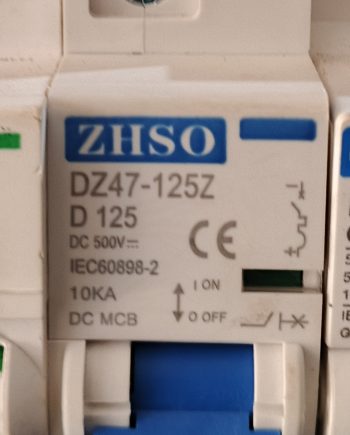 ZHSO
DZ47-125Z
D 125
DC 500V⎓
CE
IEC60898-2
10KA
I ON
DC MCB
O OFF